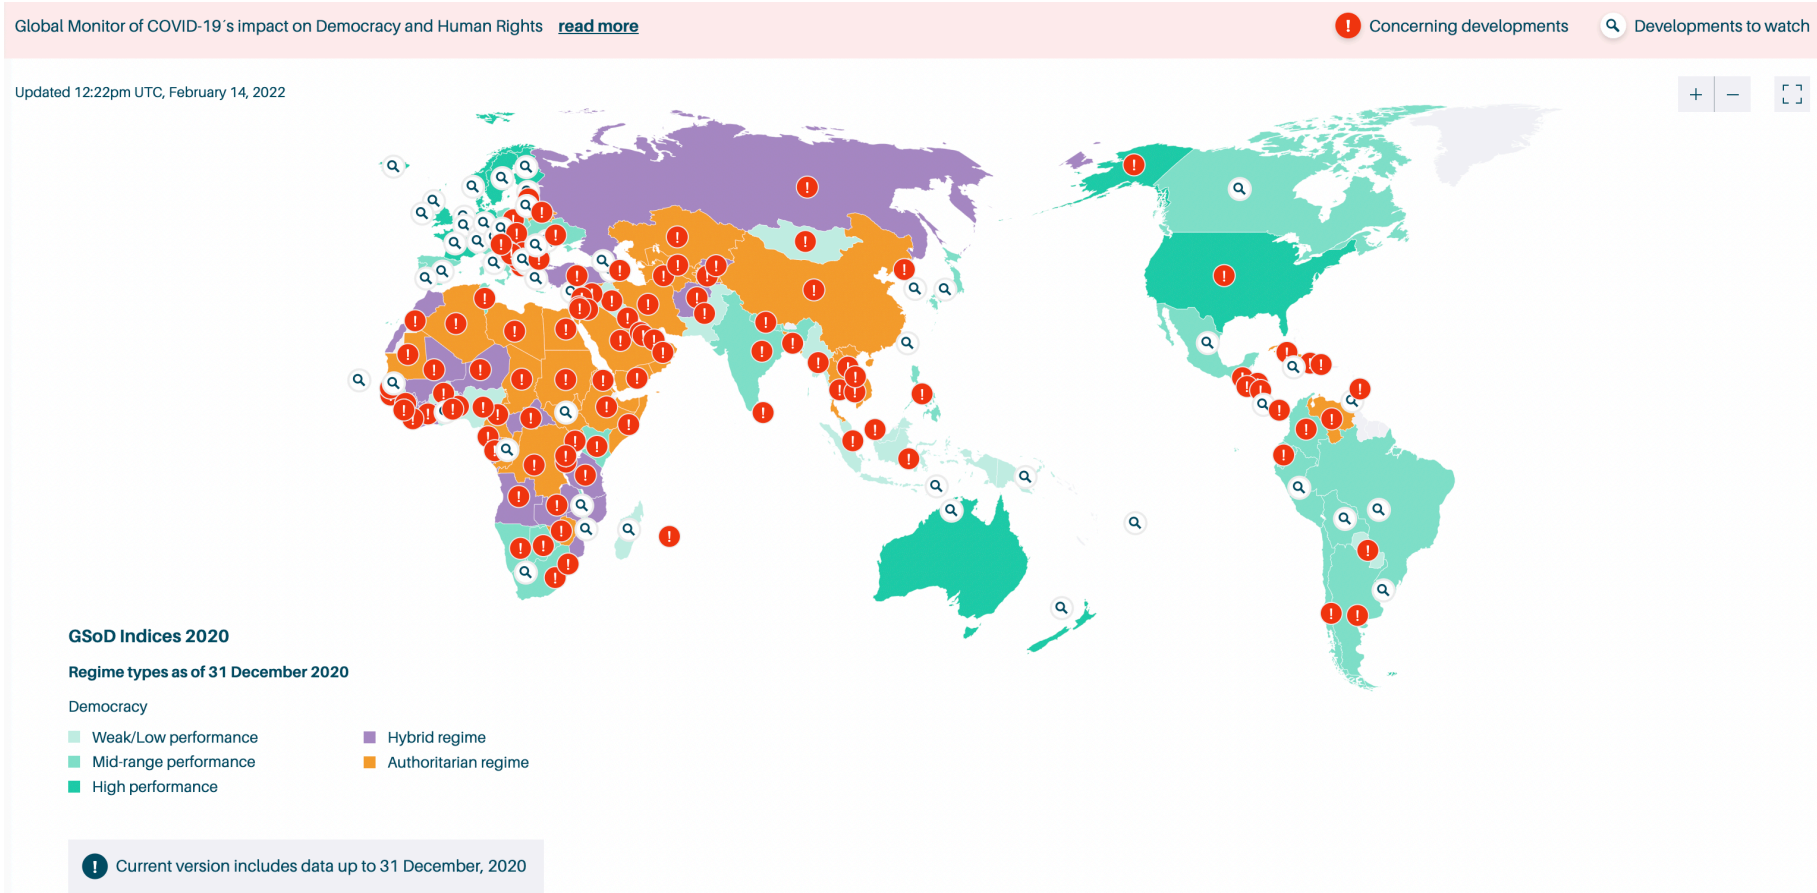 Global Monitor of COVID-19´s impact on Democracy and Human Rights read more
Concerning developments
Developments to watch
Updated 12:22pm UTC, February 14, 2022
GSoD Indices 2020
Regime types as of 31 December 2020
Democracy
Weak/Low performance
Hybrid regime
Mid-range performance
Authoritarian regime
High performance
Current version includes data up to 31 December, 2020